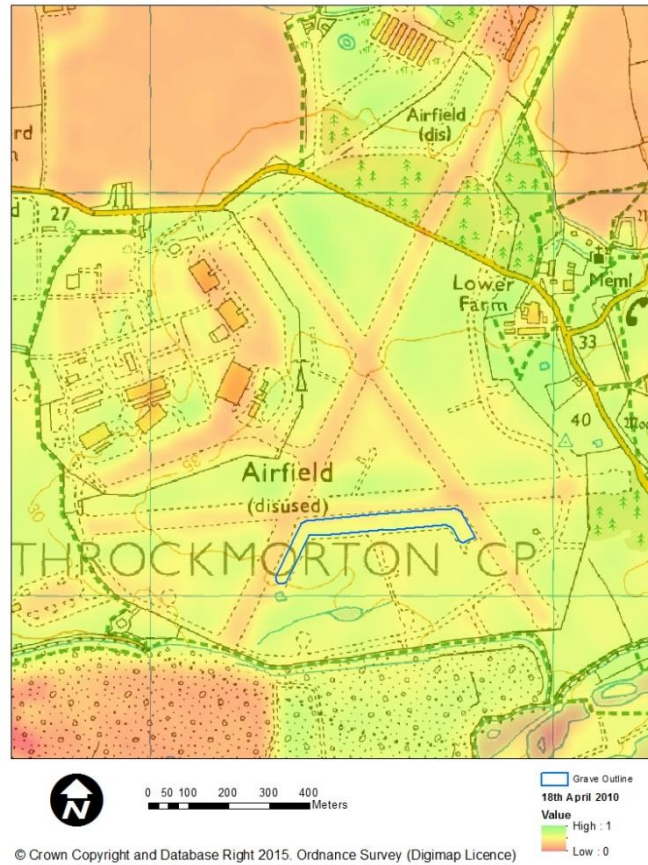 Airfield
(dis)
rd
27
Lower
Farm
Meml
33
40
35
30
Airfield
(disused)
THROCKMORTON CP
N
0 50 100 200 300 400
Meters
Grave Outline
18th April 2010
Value
High : 1
Low : 0
© Crown Copyright and Database Right 2015. Ordnance Survey (Digimap Licence)